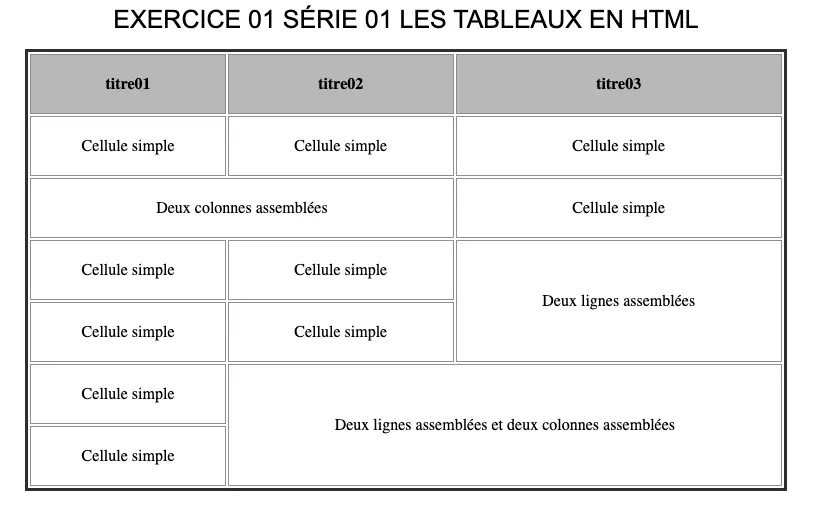 EXERCICE 01 SÉRIE 01 LES TABLEAUX EN HTML
titre01 titre02 titre03
Cellule simple Cellule simple Cellule simple
Deux colonnes assemblées Cellule simple
Cellule simple Cellule simple
Deux lignes assemblées
Cellule simple Cellule simple
Cellule simple
Deux lignes assemblées et deux colonnes assemblées
Cellule simple